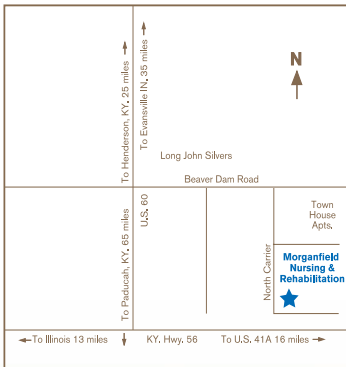 N
To Henderson, KY. 25 miles
To Evansville IN. 35 miles
Long John Silvers
Beaver Dam Road
U.S. 60
To Paducah, KY. 65 miles
North Carrier
Town
House
Apts.
Morganfield
Nursing &
Rehabilitation
To Illinois 13 miles
KY. Hwy. 56
To U.S. 41A 16 miles